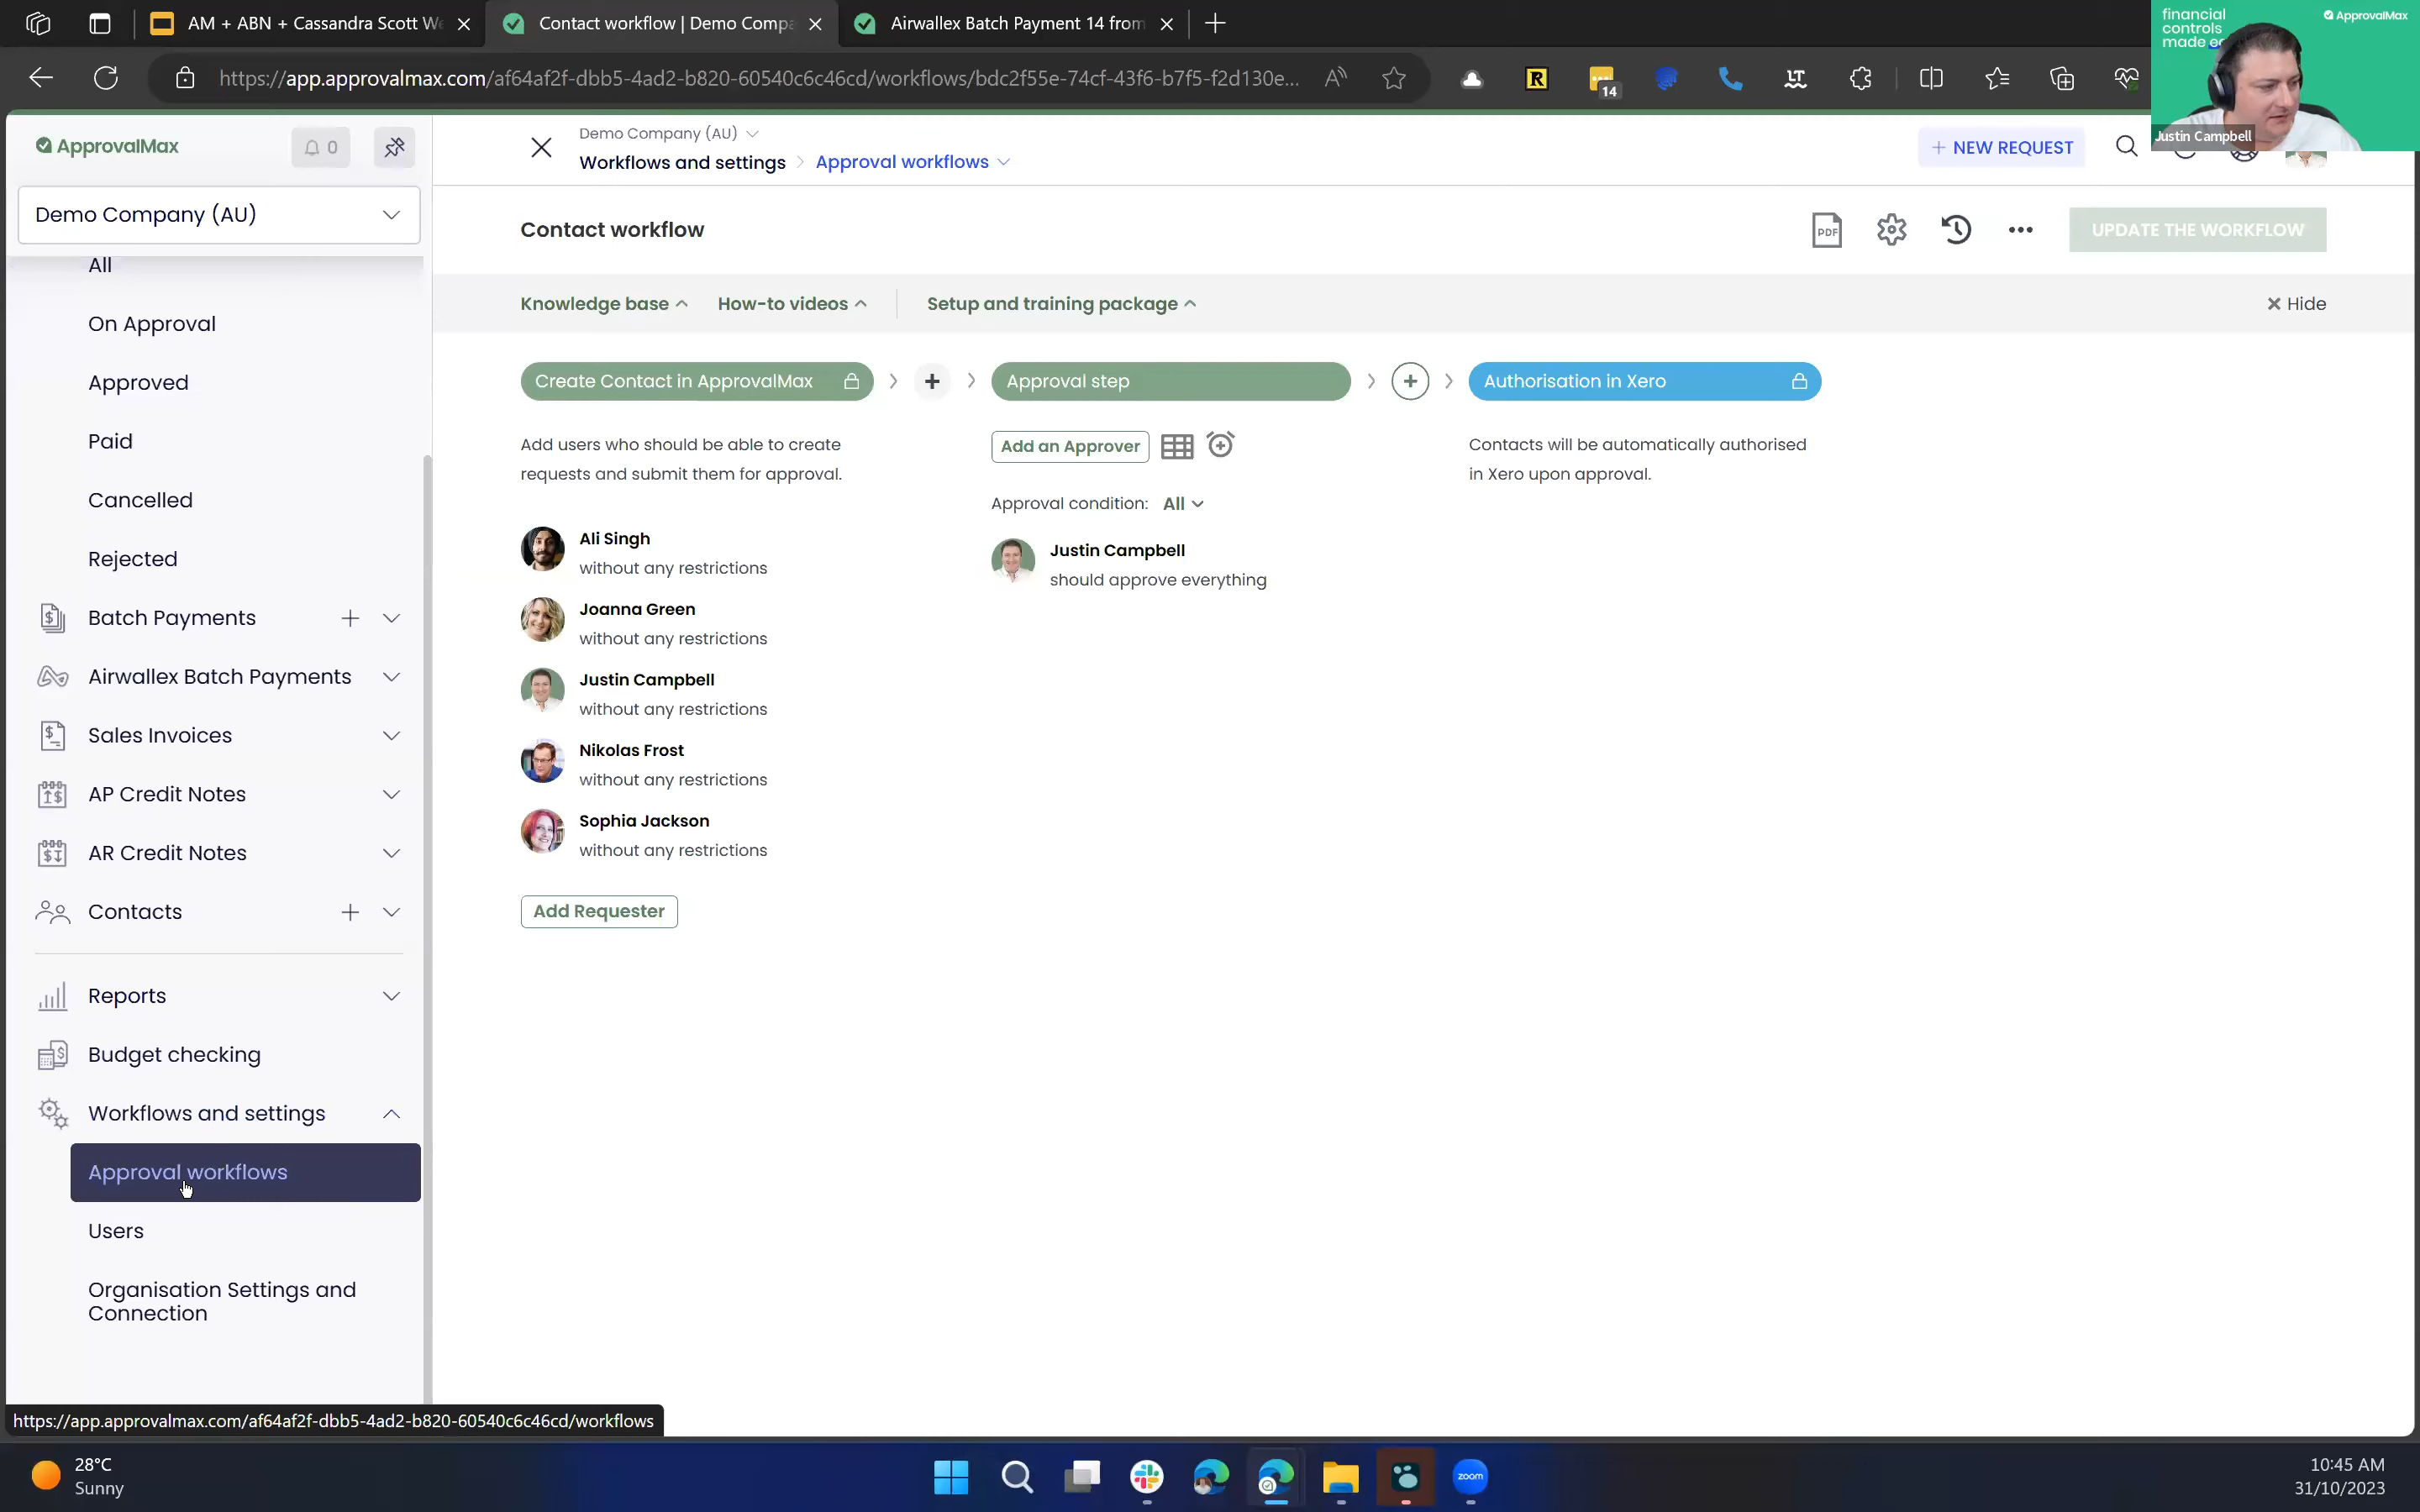 AM + ABN + Cassandra Scott We
Contact workflow | Demo Compa
Airwallex Batch Payment 14 from
https://app.approvalmax.com/af64af2f-dbb5-4ad2-b820-60540c6c46cd/workflows/bdc2f55e-74cf-43f6-b7f5-f2d130e...
14
financial
controls
made
ApprovalMax
Justin Campbell
ApprovalMax
0
Demo Company (AU)
All
On Approval
Approved
Paid
Cancelled
Rejected
Batch Payments
Airwallex Batch Payments
Sales Invoices
AP Credit Notes
AR Credit Notes
Contacts
Reports
Budget checking
Workflows and settings
Approval workflows
Users
Organisation Settings and
Connection
https://app.approvalmax.com/af64af2f-dbb5-4ad2-b820-60540c6c46cd/workflows
Demo Company (AU)
Workflows and settings
Approval workflows
+ NEW REQUEST
Contact workflow
PDF
UPDATE THE WORKFLOW
Knowledge base
How-to videos
Setup and training package
Hide
Create Contact in ApprovalMax
Approval step
Authorisation in Xero
Add users who should be able to create
requests and submit them for approval.
Ali Singh
without any restrictions
Joanna Green
without any restrictions
Justin Campbell
without any restrictions
Nikolas Frost
without any restrictions
Sophia Jackson
without any restrictions
Add Requester
Add an Approver
Approval condition: All
Justin Campbell
should approve everything
Contacts will be automatically authorised
in Xero upon approval.
28°C
Sunny
zoom
10:45 AM
31/10/2023